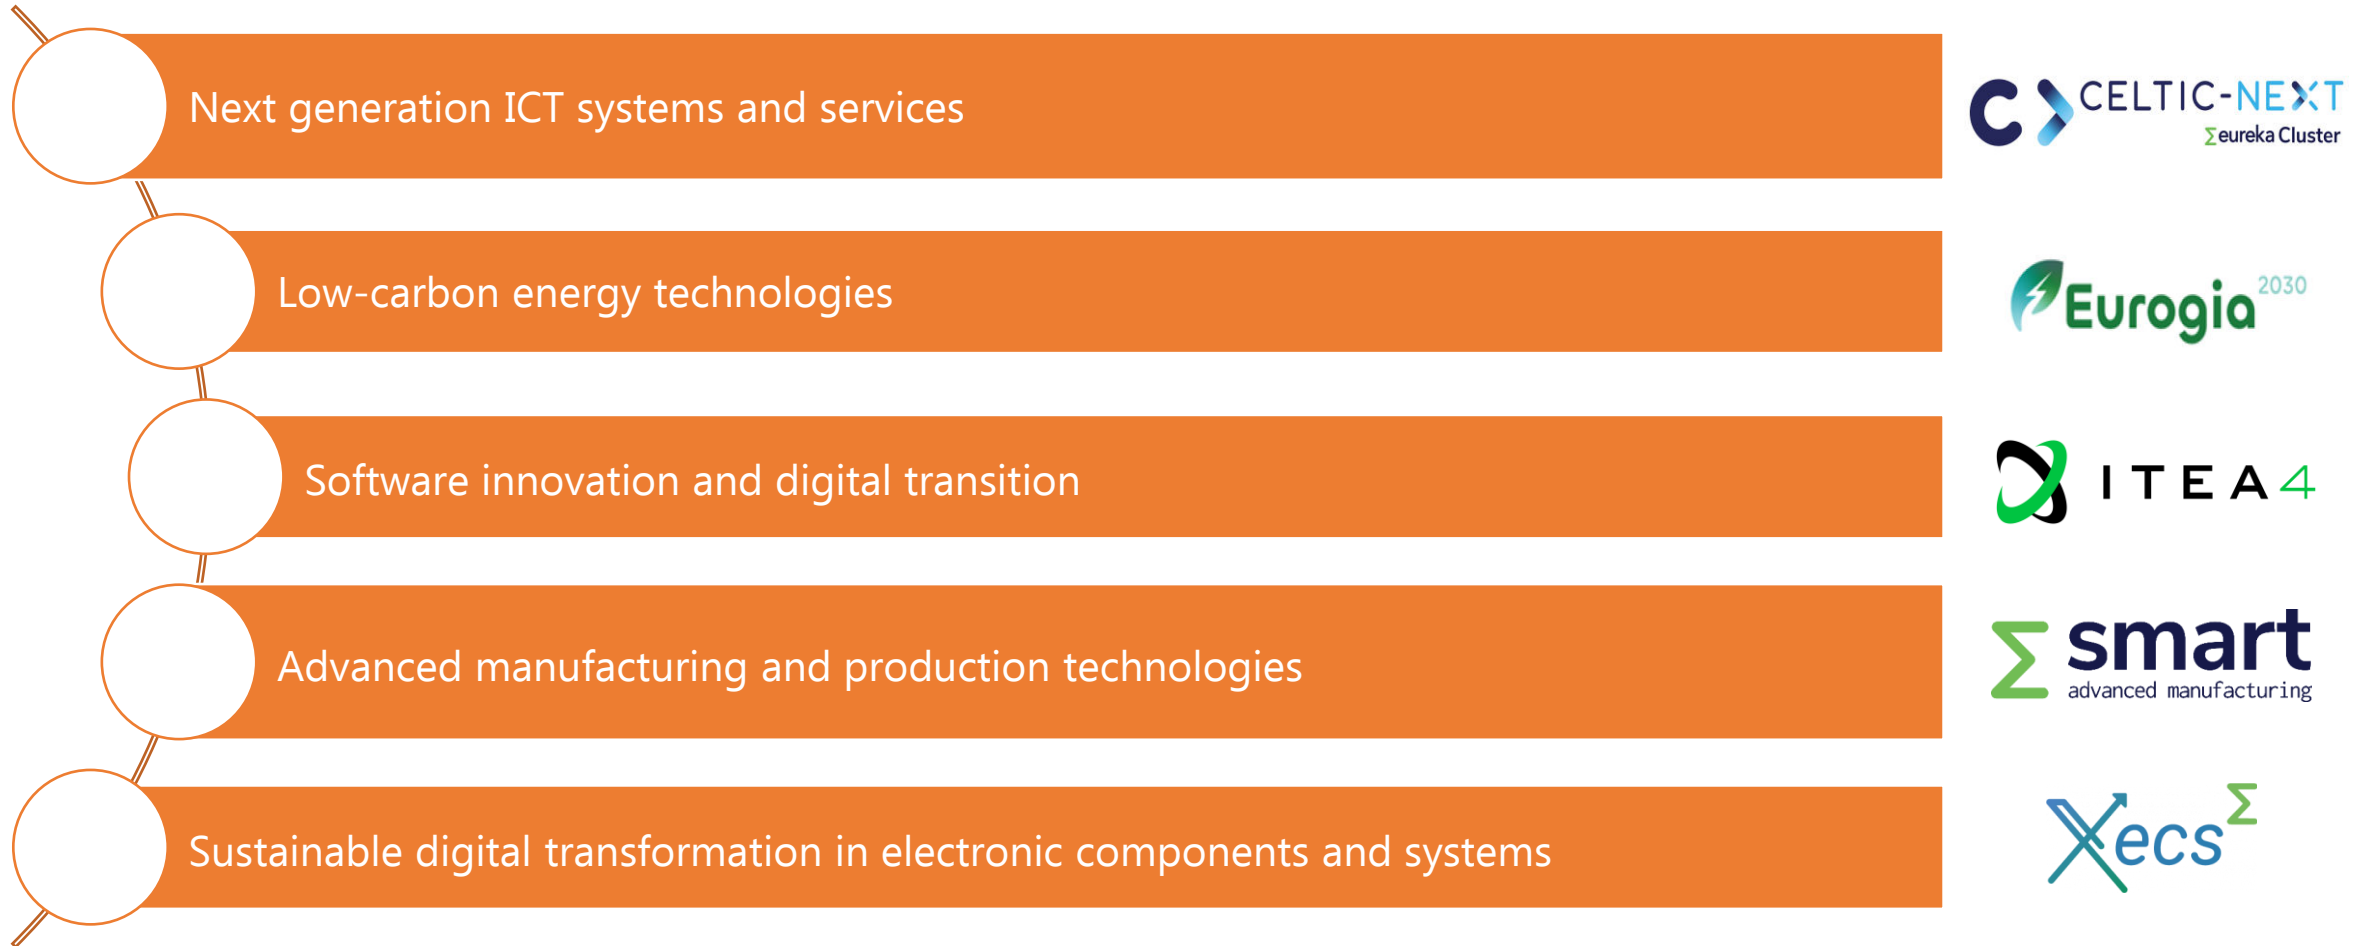 Next generation ICT systems and services
CELTIC-NEXT
Σeureka Cluster
Low-carbon energy technologies
Eurogia 2030
Software innovation and digital transition
ITEA4
Advanced manufacturing and production technologies
Σ smart
advanced manufacturing
Sustainable digital transformation in electronic components and systems
Xecs Σ